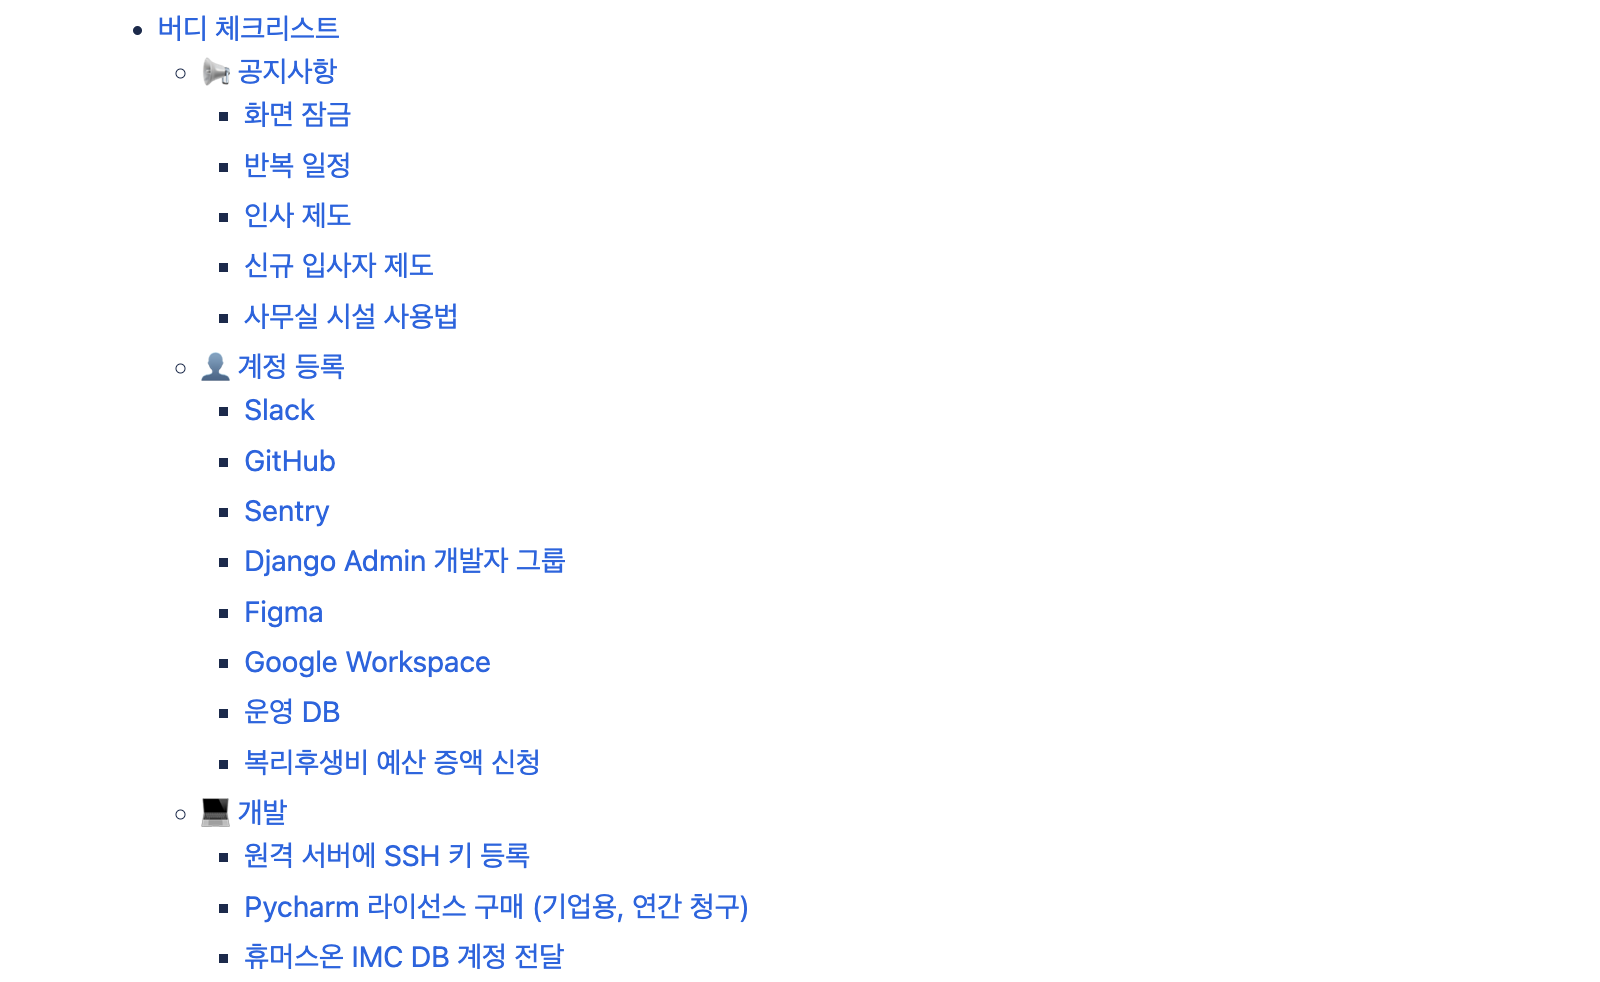 버디 체크리스트
📢 공지사항
화면 잠금
반복 일정
인사 제도
신규 입사자 제도
사무실 시설 사용법
👤 계정 등록
Slack
GitHub
Sentry
Django Admin 개발자 그룹
Figma
Google Workspace
운영 DB
복리후생비 예산 증액 신청
💻 개발
원격 서버에 SSH 키 등록
Pycharm 라이선스 구매 (기업용, 연간 청구)
휴머스온 IMC DB 계정 전달